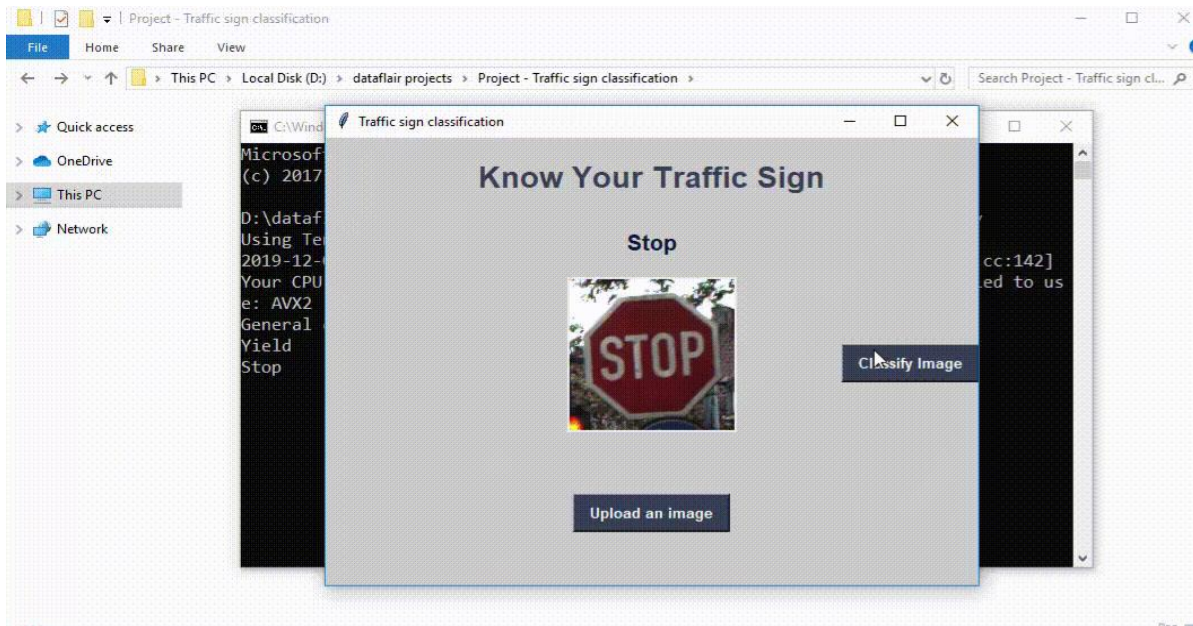 Project - Traffic sign classification
File Home Share View
This PC Local Disk (D:) dataflair projects Project - Traffic sign classification
Search Project - Traffic sign cl...
Quick access
OneDrive
This PC
Network
C:\Wind
Microsof
(c) 2017
D:\dataf
Using Te
2019-12-
cc:142]
Your CPU
ed to us
e: AVX2
General
Yield
Stop
Traffic sign classification
Know Your Traffic Sign
Stop
STOP
Classify Image
Upload an image